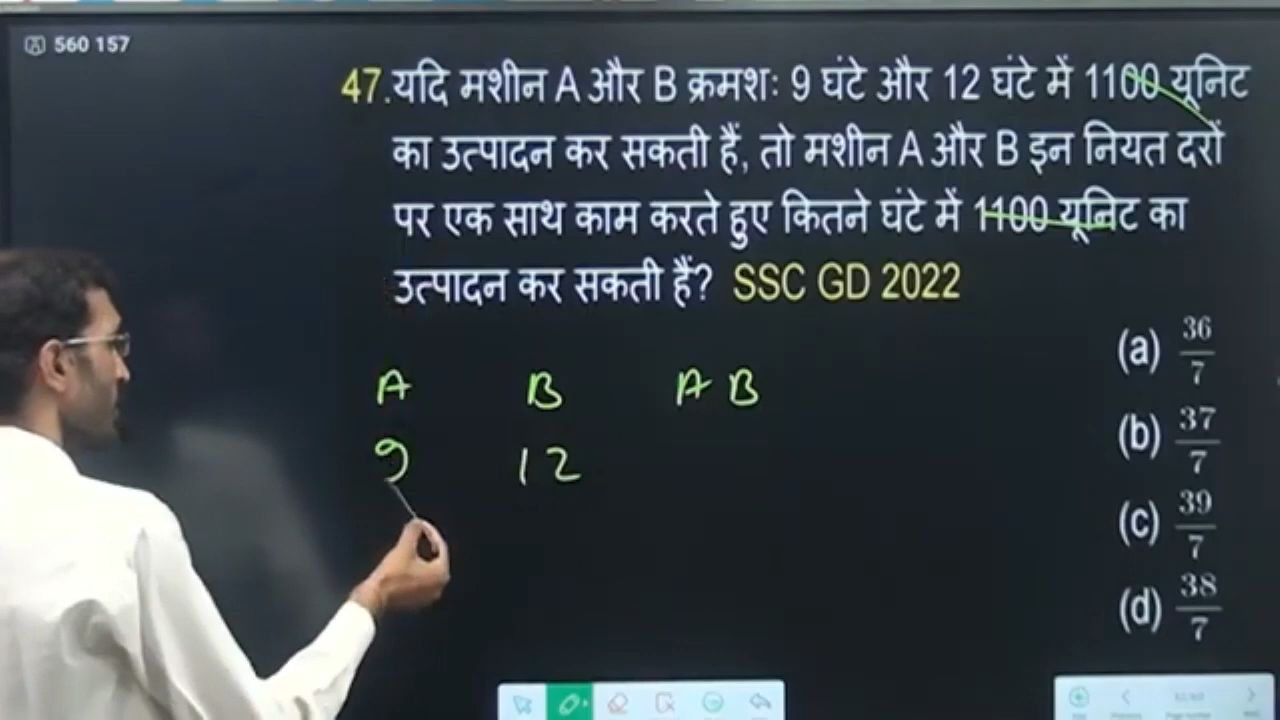 560 157
47.यदि मशीन A और B क्रमशः 9 घंटे और 12 घंटे में 1100 यूनिट
का उत्पादन कर सकती हैं, तो मशीन A और B इन नियत दरों
पर एक साथ काम करते हुए कितने घंटे में 1100 यूनिट का
उत्पादन कर सकती हैं? SSC GD 2022
(a) 36/7
(b) 37/7
(c) 39/7
(d) 38/7
A B A B
9 12